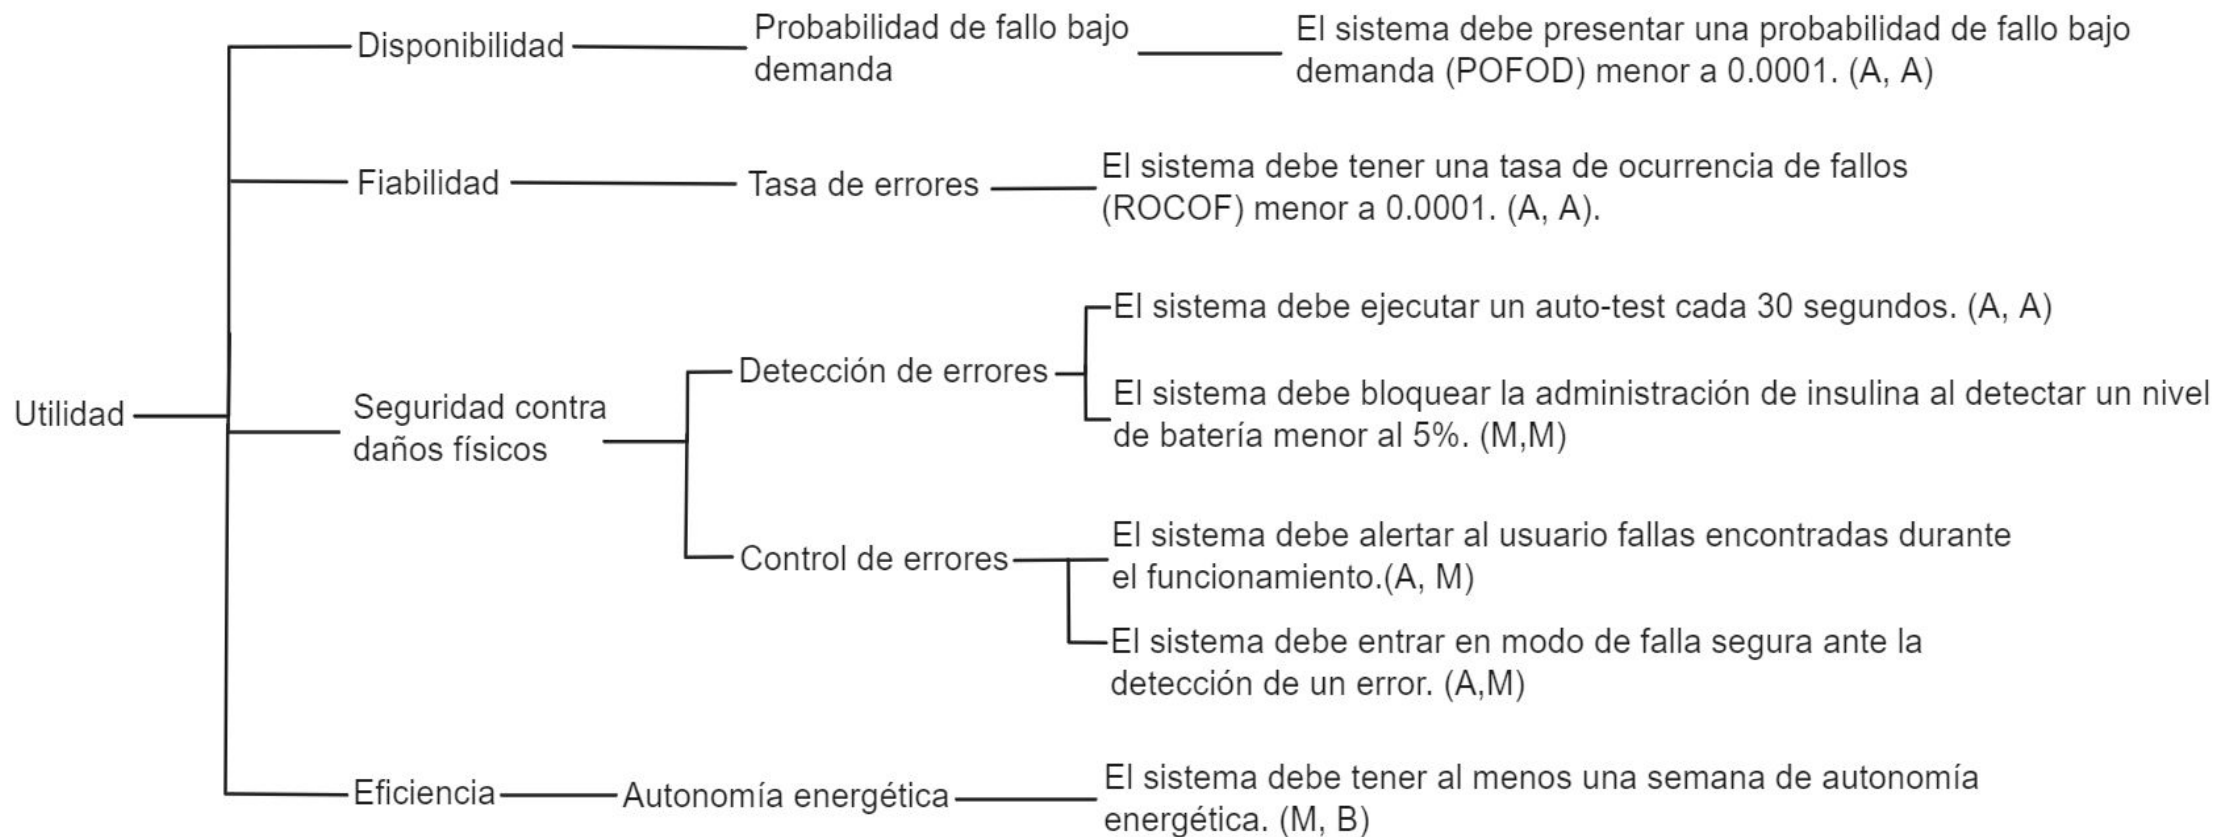 Utilidad
Disponibilidad
Probabilidad de fallo bajo
demanda
El sistema debe presentar una probabilidad de fallo bajo
demanda (POFOD) menor a 0.0001. (A, A)
Fiabilidad
Tasa de errores
El sistema debe tener una tasa de ocurrencia de fallos
(ROCOF) menor a 0.0001. (A, A).
Seguridad contra
daños físicos
Detección de errores
El sistema debe ejecutar un auto-test cada 30 segundos. (A, A)
El sistema debe bloquear la administración de insulina al detectar un nivel
de batería menor al 5%. (M,M)
Control de errores
El sistema debe alertar al usuario fallas encontradas durante
el funcionamiento.(A, M)
El sistema debe entrar en modo de falla segura ante la
detección de un error. (A,M)
Eficiencia
Autonomía energética
El sistema debe tener al menos una semana de autonomía
energética. (M, B)